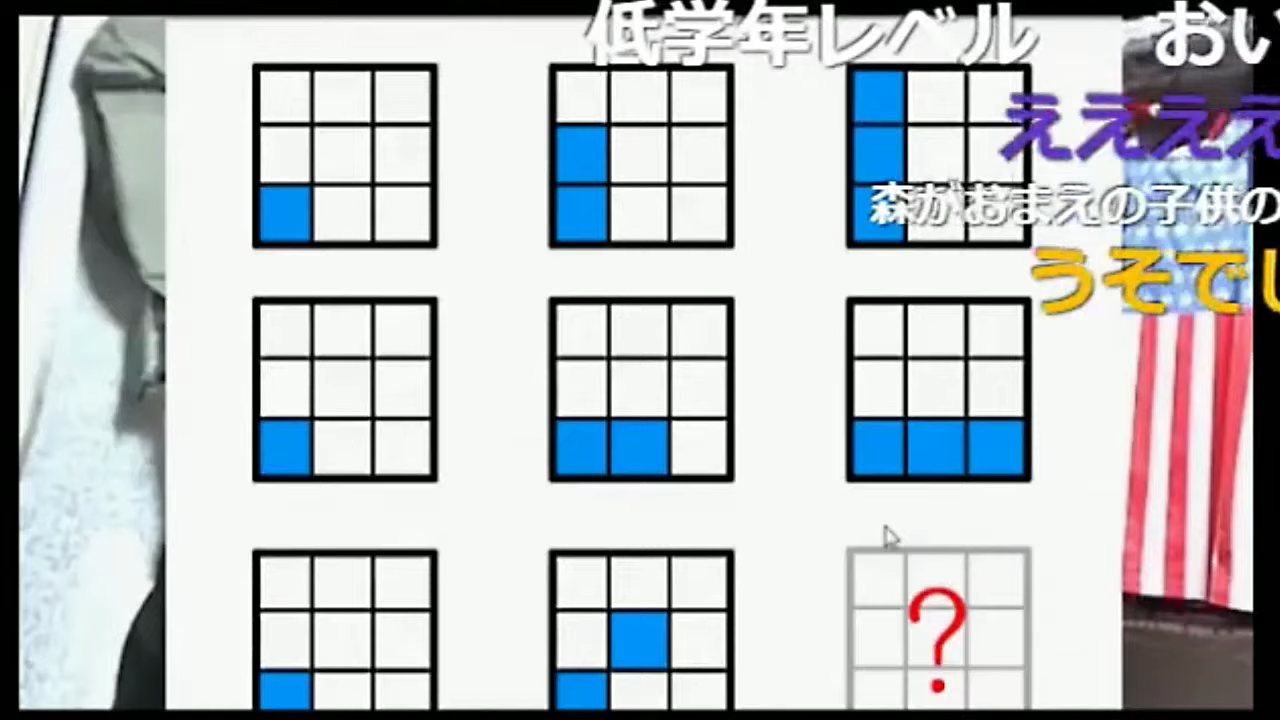 低学年レベル おい
ええええ
森がおまえの子供の
うそでし
?